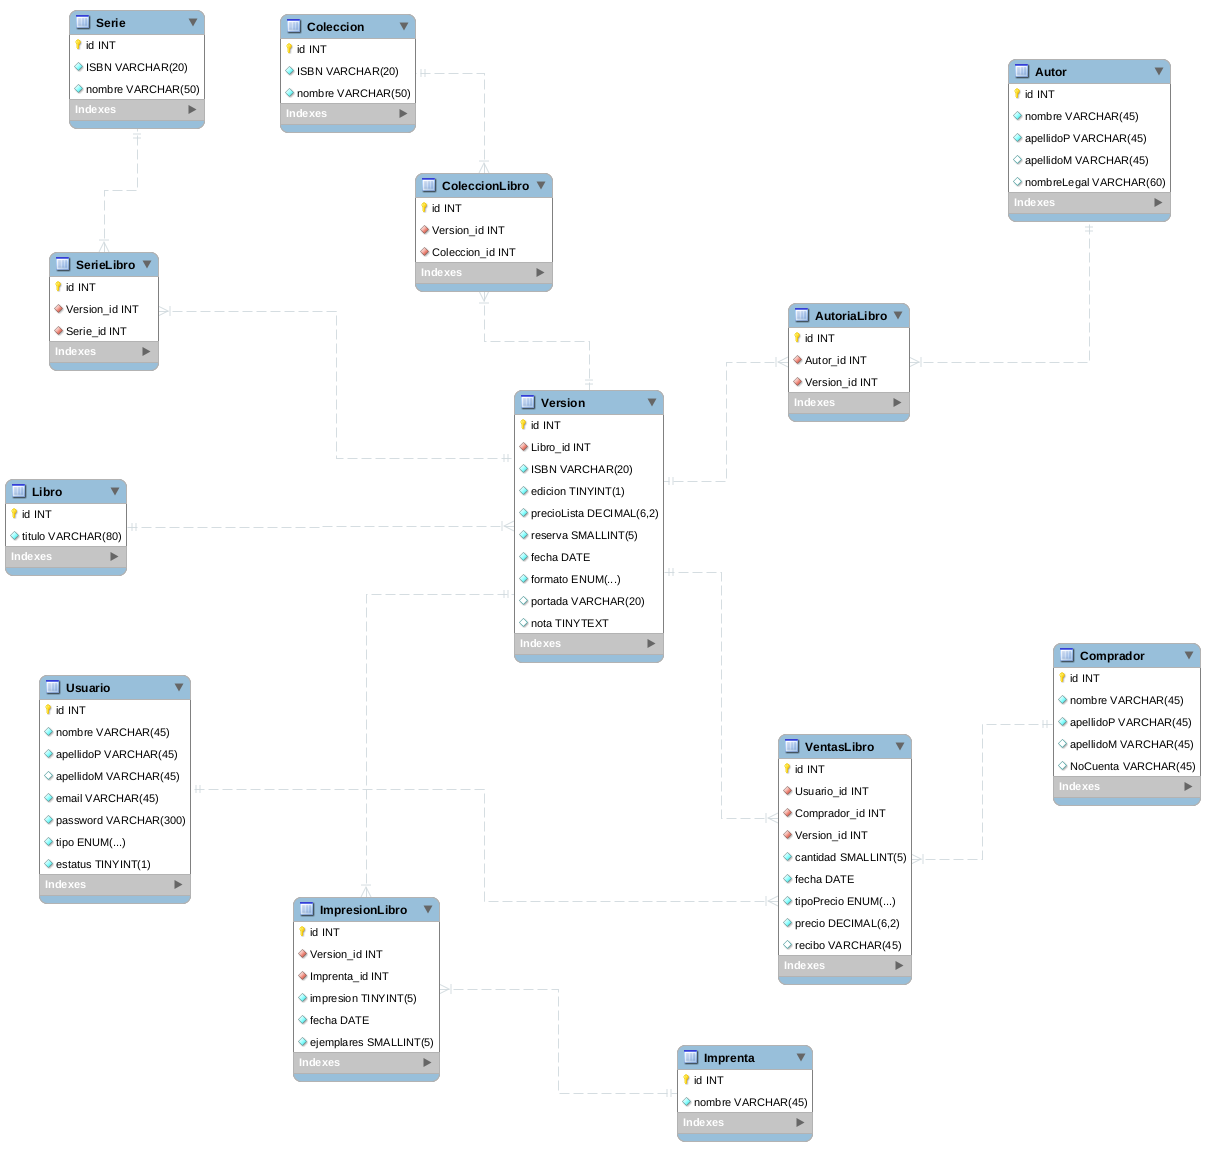 Serie
id INT
ISBN VARCHAR(20)
nombre VARCHAR(50)
Indexes
Coleccion
id INT
ISBN VARCHAR(20)
nombre VARCHAR(50)
Indexes
Autor
id INT
nombre VARCHAR(45)
apellidoP VARCHAR(45)
apellidoM VARCHAR(45)
nombreLegal VARCHAR(60)
Indexes
ColeccionLibro
id INT
Version_id INT
Coleccion_id INT
Indexes
SerieLibro
id INT
Version_id INT
Serie_id INT
Indexes
AutoriaLibro
id INT
Autor_id INT
Version_id INT
Indexes
Version
id INT
Libro_id INT
ISBN VARCHAR(20)
edicion TINYINT(1)
precioLista DECIMAL(6,2)
reserva SMALLINT(5)
fecha DATE
formato ENUM(...)
portada VARCHAR(20)
nota TINYTEXT
Indexes
Libro
id INT
titulo VARCHAR(80)
Indexes
Usuario
id INT
nombre VARCHAR(45)
apellidoP VARCHAR(45)
apellidoM VARCHAR(45)
email VARCHAR(45)
password VARCHAR(300)
tipo ENUM(...)
estatus TINYINT(1)
Indexes
Comprador
id INT
nombre VARCHAR(45)
apellidoP VARCHAR(45)
apellidoM VARCHAR(45)
NoCuenta VARCHAR(45)
Indexes
VentasLibro
id INT
Usuario_id INT
Comprador_id INT
Version_id INT
cantidad SMALLINT(5)
fecha DATE
tipoPrecio ENUM(...)
precio DECIMAL(6,2)
recibo VARCHAR(45)
Indexes
ImpresionLibro
id INT
Version_id INT
Imprenta_id INT
impresion TINYINT(5)
fecha DATE
ejemplares SMALLINT(5)
Indexes
Imprenta
id INT
nombre VARCHAR(45)
Indexes